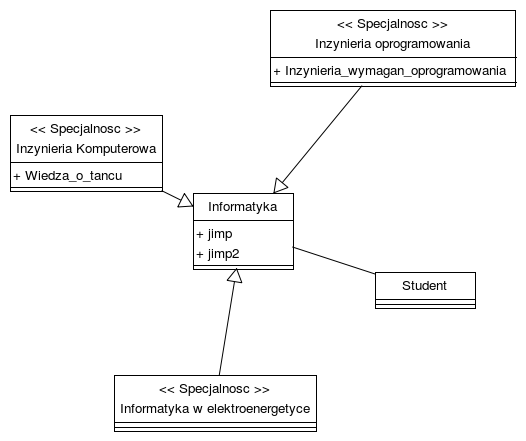 << Specjalnosc >>
Inzynieria oprogramowania
+ Inzynieria_wymagan_oprogramowania
<< Specjalnosc >>
Inzynieria Komputerowa
+ Wiedza_o_tancu
Informatyka
+ jimp
+ jimp2
Student
<< Specjalnosc >>
Informatyka w elektroenergetyce